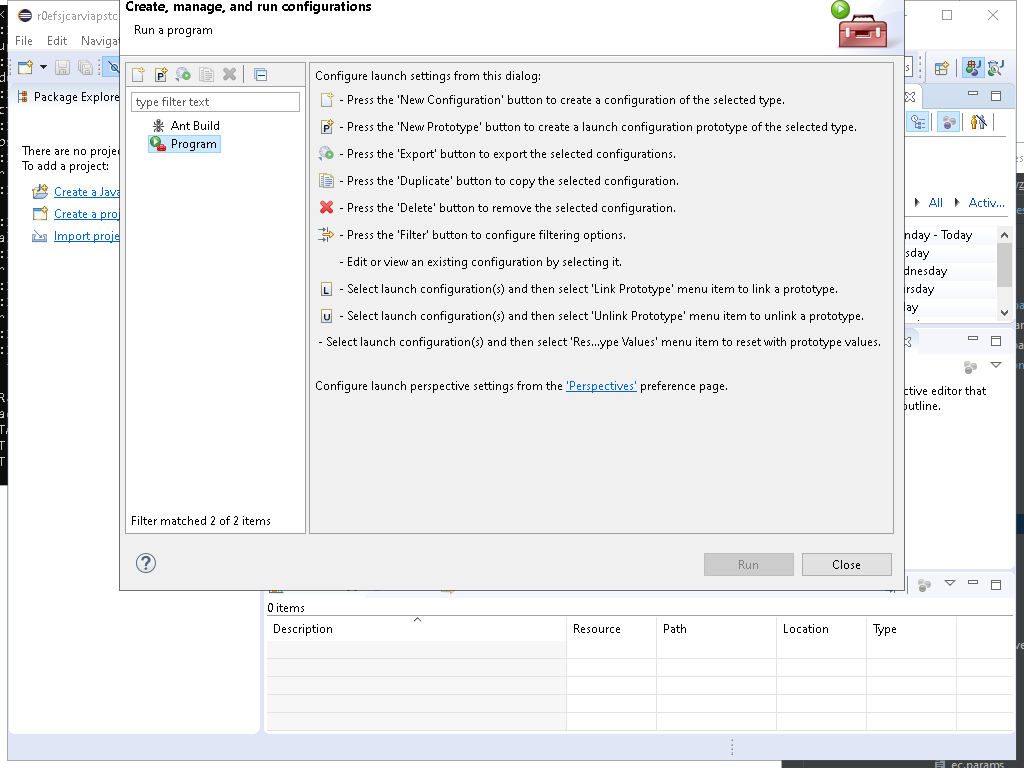 Create, manage, and run configurations
Run a program
r0efsjcarviapstc
File Edit Navigat
Package Explore
There are no projec
To add a project:
Create a Java
Create a proj
Import proje
type filter text
Ant Build
Program
Filter matched 2 of 2 items
Configure launch settings from this dialog:
- Press the 'New Configuration' button to create a configuration of the selected type.
P - Press the 'New Prototype' button to create a launch configuration prototype of the selected type.
- Press the 'Export' button to export the selected configurations.
- Press the 'Duplicate' button to copy the selected configuration.
- Press the 'Delete' button to remove the selected configuration.
- Press the 'Filter' button to configure filtering options.
- Edit or view an existing configuration by selecting it.
L - Select launch configuration(s) and then select 'Link Prototype' menu item to link a prototype.
U - Select launch configuration(s) and then select 'Unlink Prototype' menu item to unlink a prototype.
- Select launch configuration(s) and then select 'Res...ype Values' menu item to reset with prototype values.
Configure launch perspective settings from the 'Perspectives' preference page.
?
Run
Close
All
Activ...
nday - Today
sday
dnesday
rsday
ay
ctive editor that
outline.
0 items
Description Resource Path Location Type
ec.params